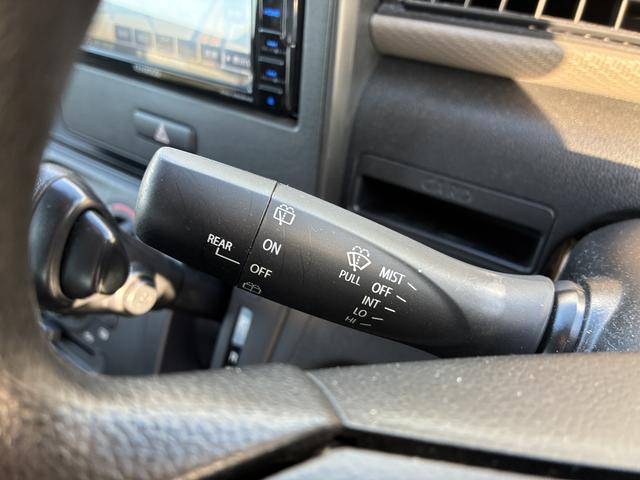 REAR
ON
OFF
PULL
MIST
OFF
INT
LO
HI